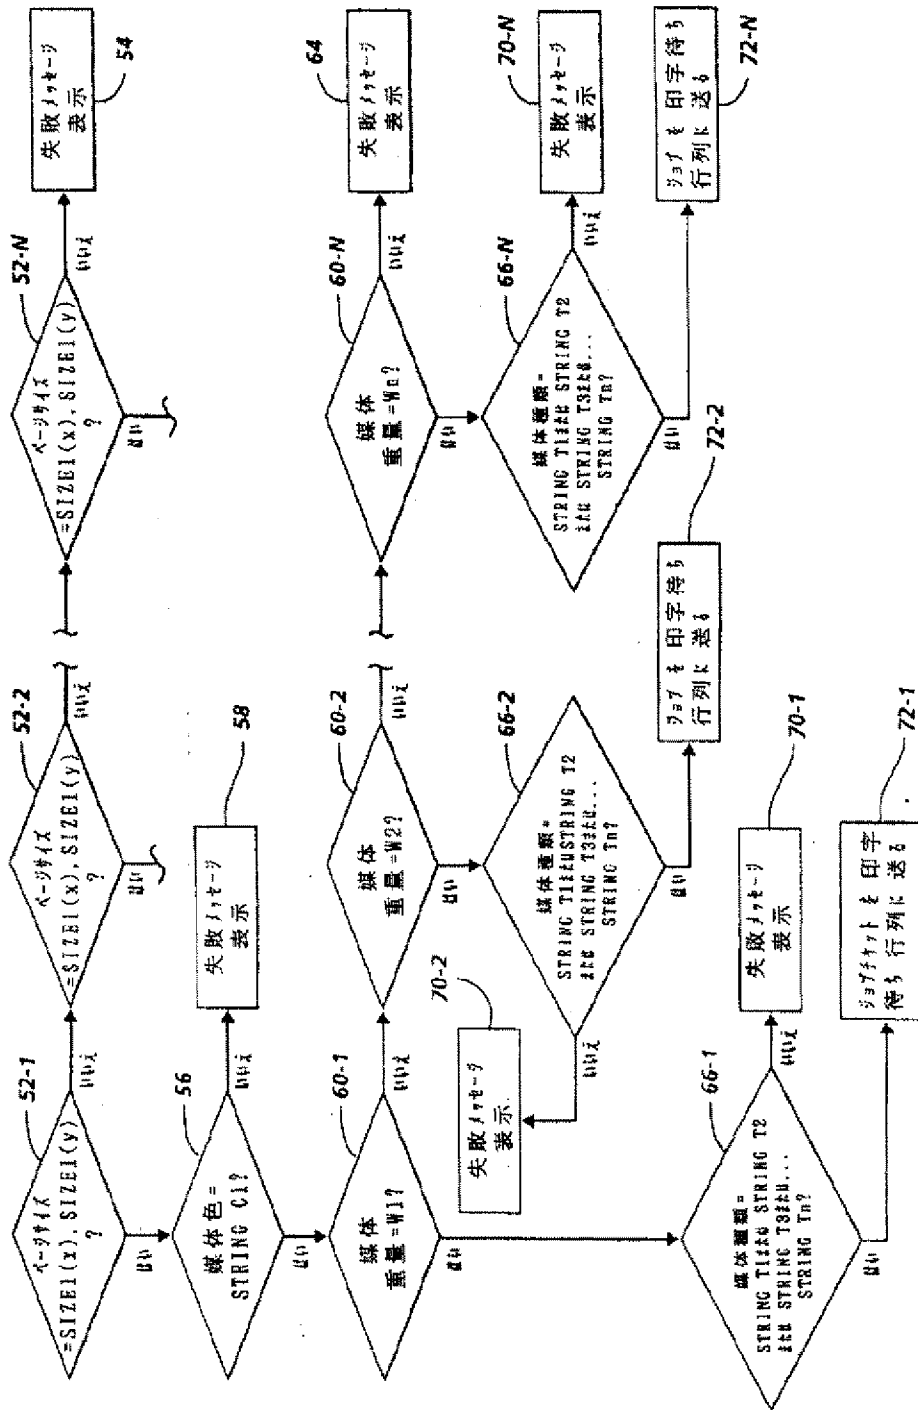 52-1
ページサイズ
=SIZE1(x),SIZE1(y)
?
はい
いいえ
52-2
ページサイズ
=SIZE1(x),SIZE1(y)
?
はい
いいえ
52-N
ページサイズ
=SIZE1(x),SIZE1(y)
?
はい
いいえ
54
失敗メッセージ
表示
56
媒体色=
STRING C1?
はい
いいえ
58
失敗メッセージ
表示
60-1
媒体
重量=W1?
はい
いいえ
60-2
媒体
重量=W2?
はい
いいえ
60-N
媒体
重量=Wn?
はい
いいえ
64
失敗メッセージ
表示
70-2
失敗メッセージ
表示
66-2
媒体種類=
STRING T1またはSTRING T2
または STRING T3または...
STRING Tn?
いいえ
はい
72-2
ジョブ を 印字待ち
行列に 送る
66-N
媒体種類=
STRING T1または STRING T2
または STRING T3または...
STRING Tn?
いいえ
はい
70-N
失敗メッセージ
表示
72-N
ジョブ を 印字待ち
行列に 送る
66-1
媒体種類=
STRING T1または STRING T2
または STRING T3または...
STRING Tn?
いいえ
はい
70-1
失敗メッセージ
表示
72-1
ジョブチケット を 印字
待ち 行列に 送る